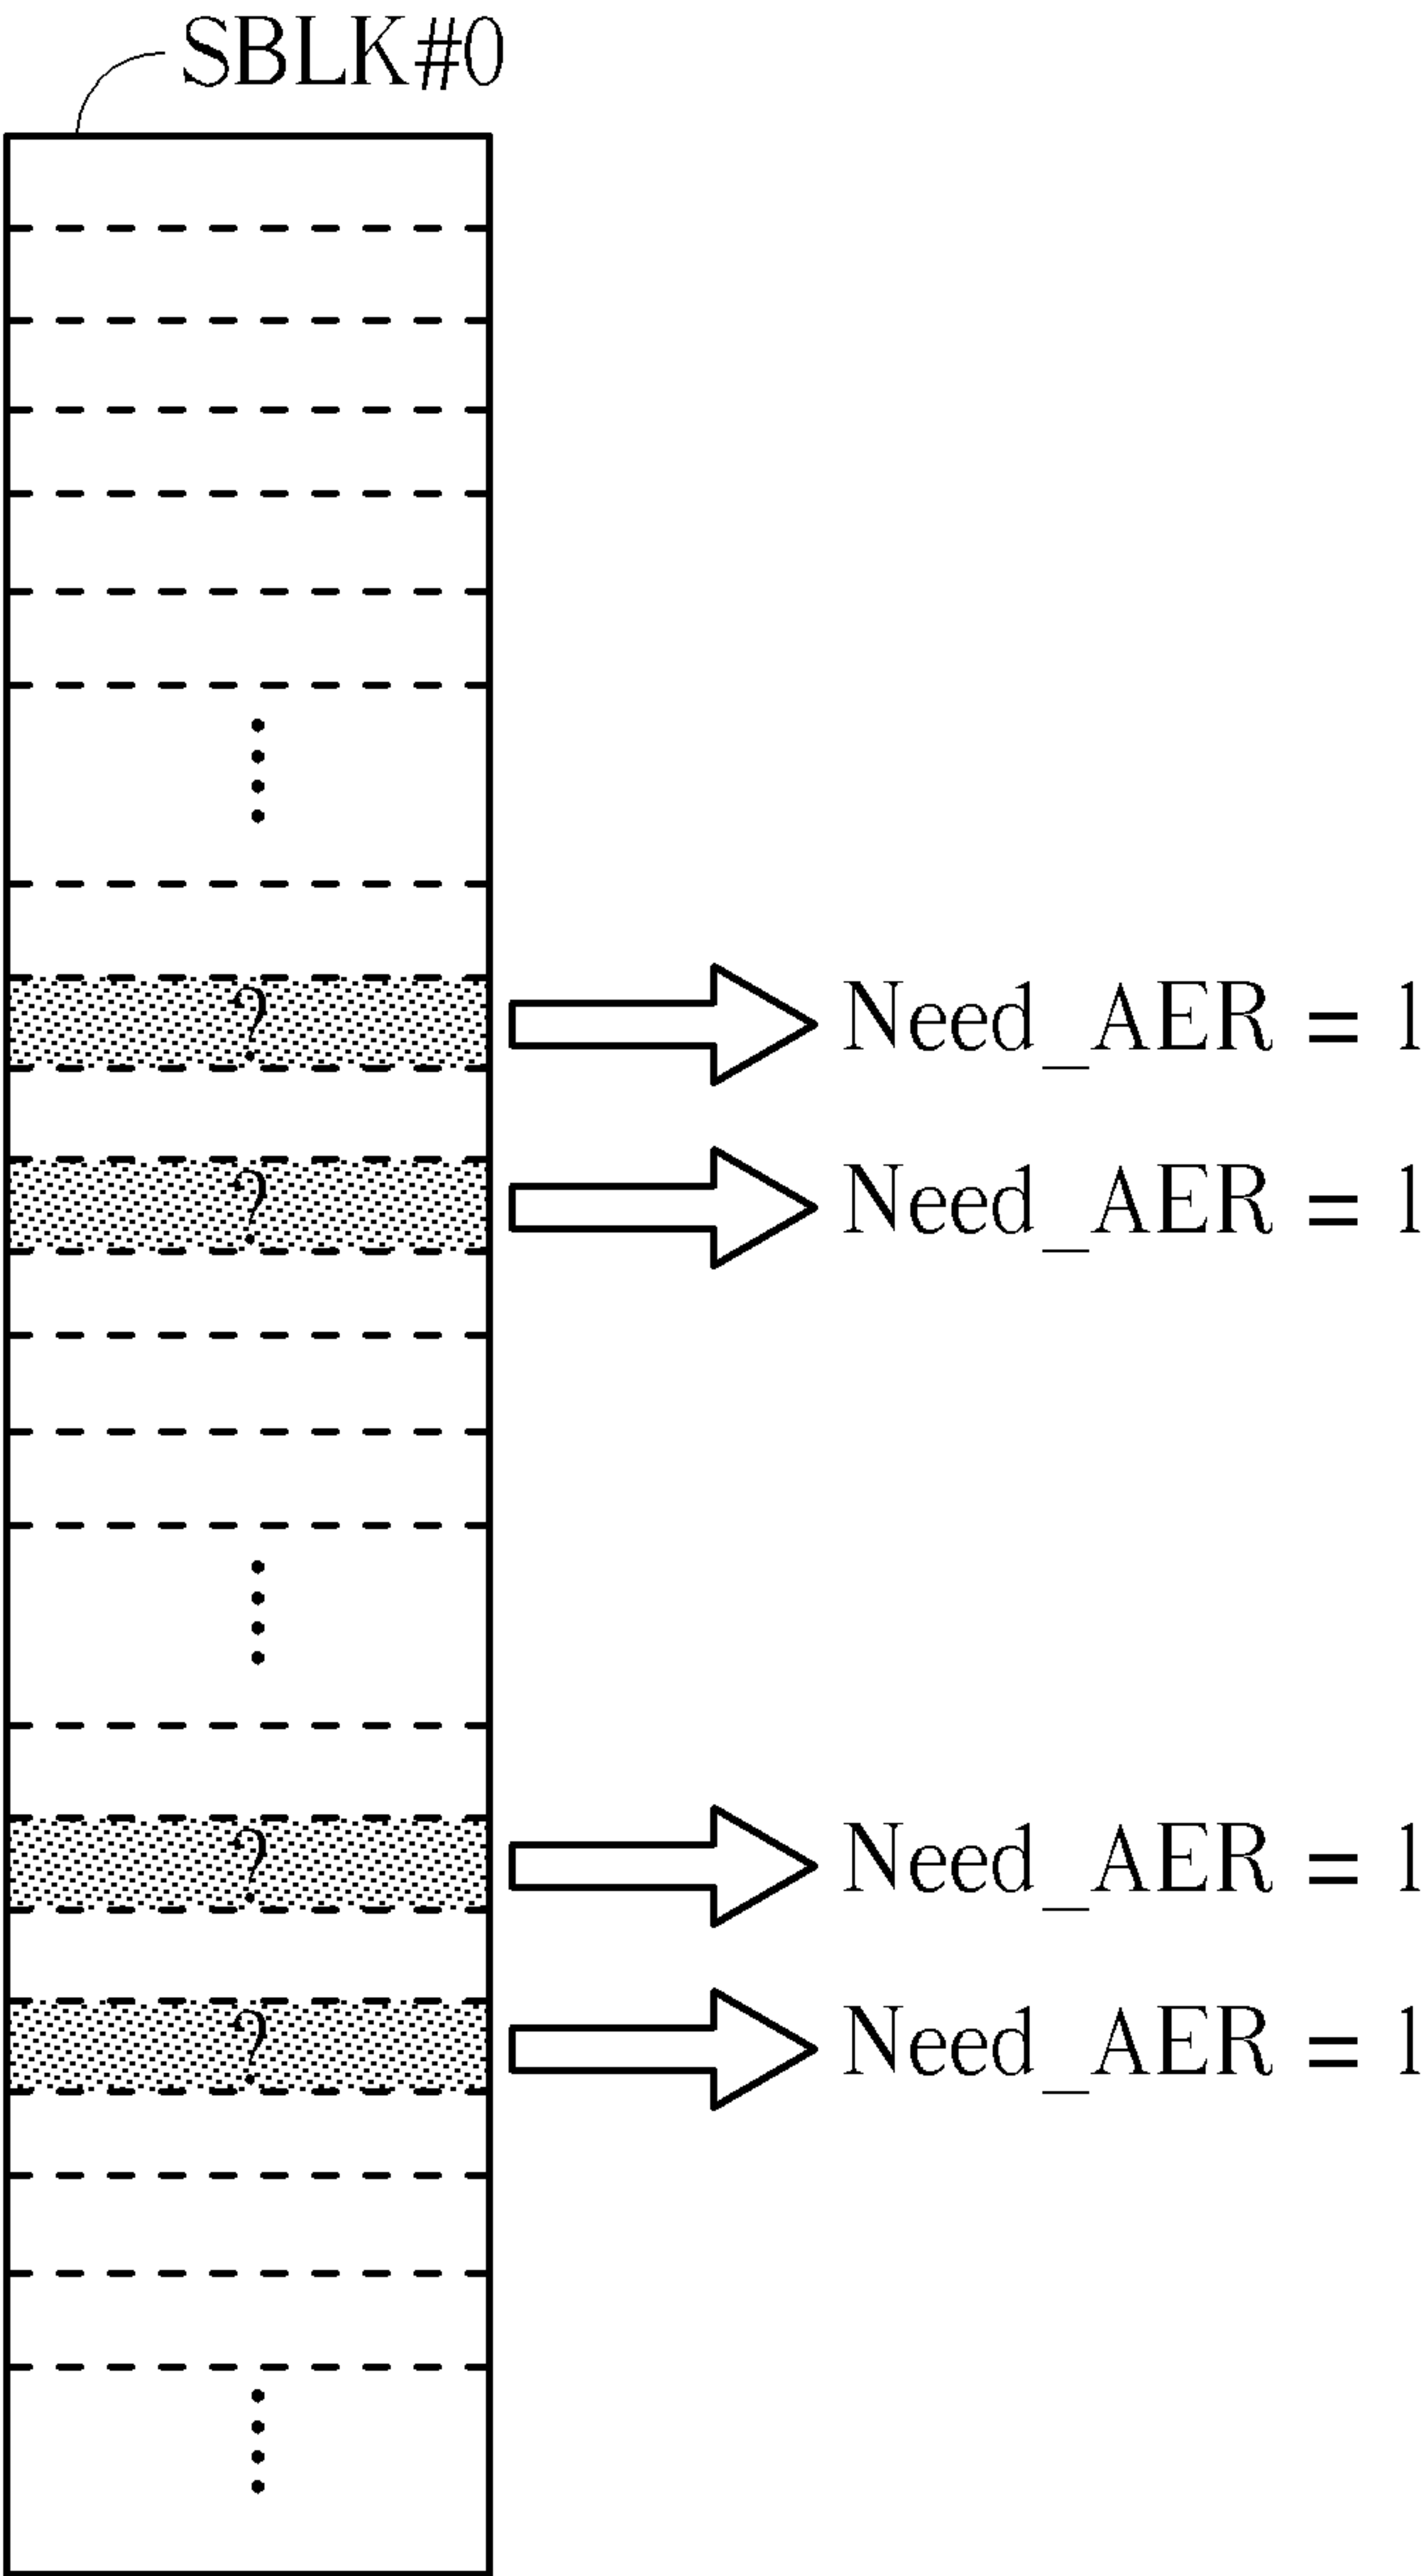 SBLK#0
? Need_AER = 1
? Need_AER = 1
? Need_AER = 1
? Need_AER = 1